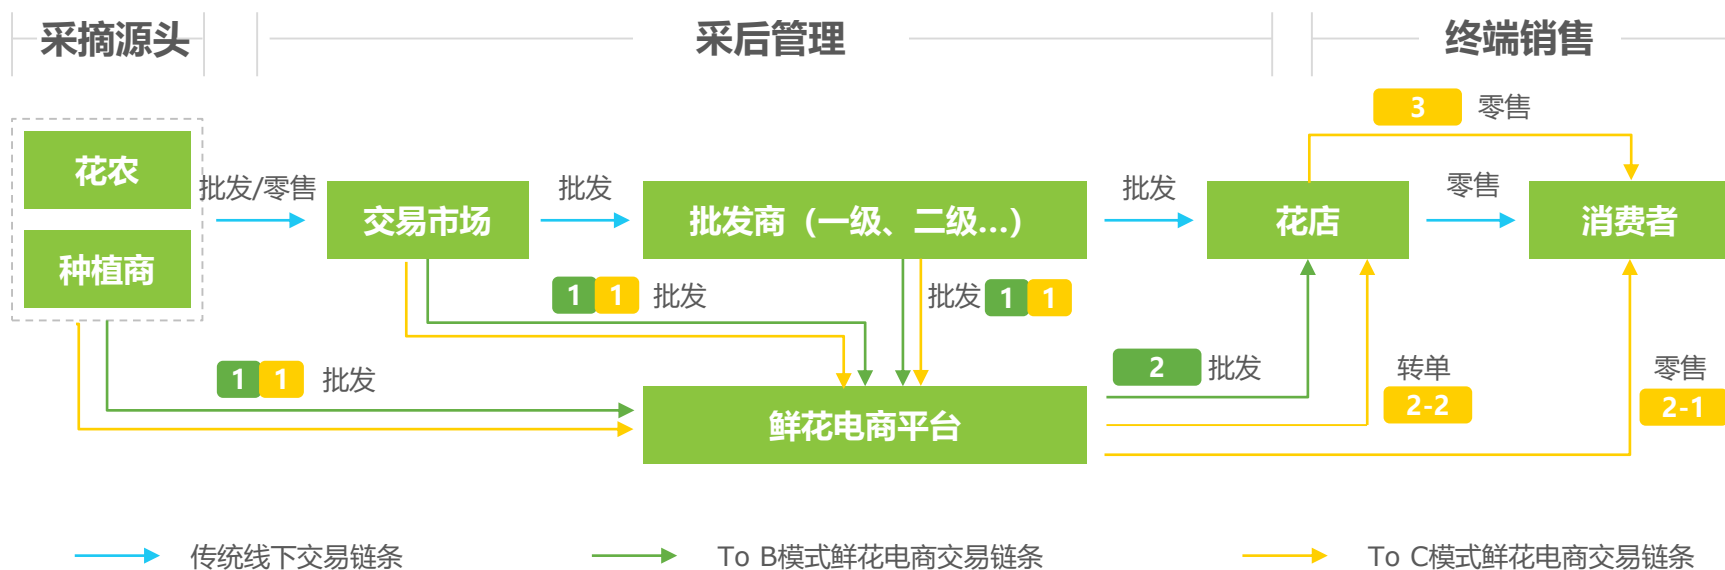 采摘源头
采后管理
终端销售
3 零售
花农
种植商
批发/零售
交易市场
批发
批发商（一级、二级...）
批发
花店
零售
消费者
1 1 批发
批发 1 1
1 1 批发
2 批发
转单
2-2
零售
2-1
鲜花电商平台
传统线下交易链条
To B模式鲜花电商交易链条
To C模式鲜花电商交易链条